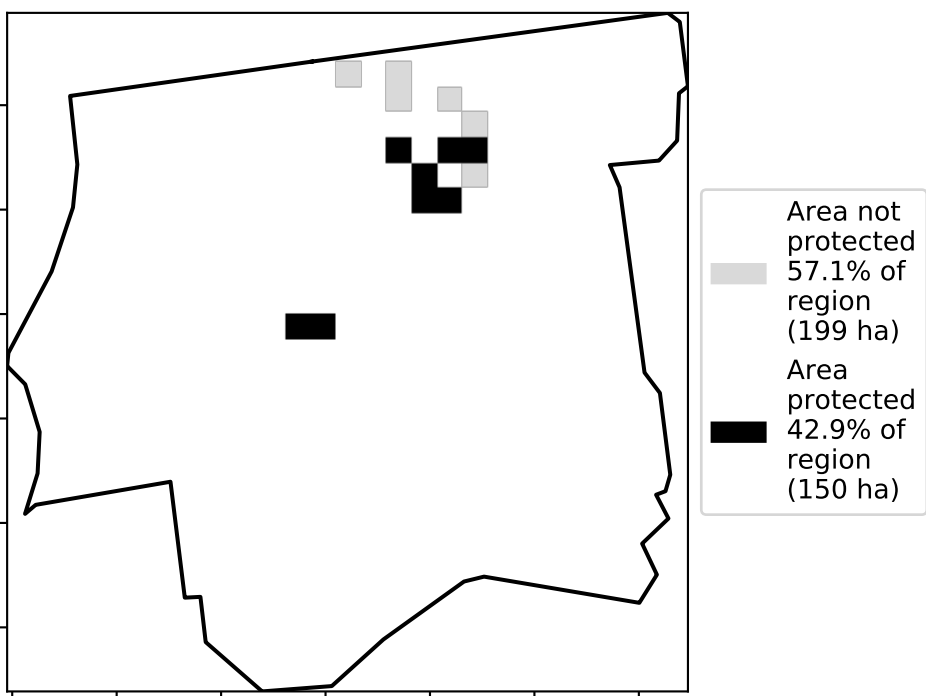 Area not
protected
57.1% of
region
(199 ha)
Area
protected
42.9% of
region
(150 ha)